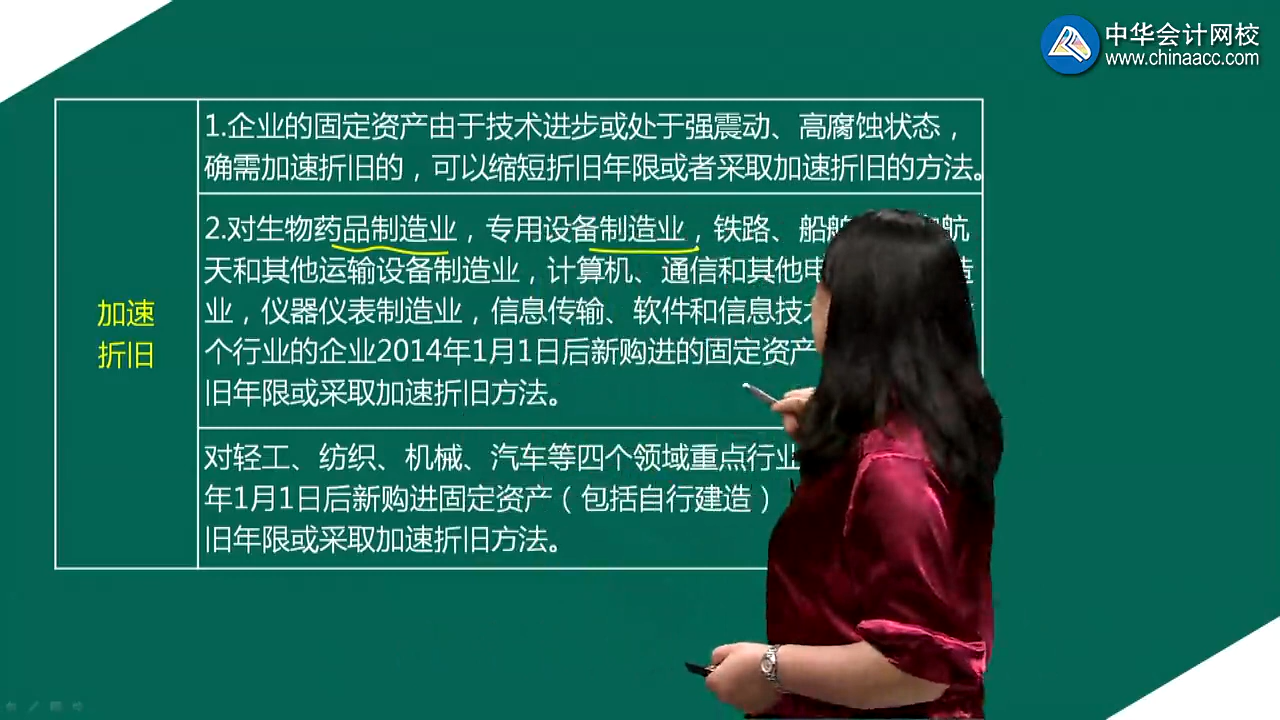 中华会计网校
www.chinaacc.com
1.企业的固定资产由于技术进步或处于强震动、高腐蚀状态，
确需加速折旧的，可以缩短折旧年限或者采取加速折旧的方法。
2.对生物药品制造业，专用设备制造业，铁路、船舶 航
天和其他运输设备制造业，计算机、通信和其他电 造
业，仪器仪表制造业，信息传输、软件和信息技术
个行业的企业2014年1月1日后新购进的固定资产
旧年限或采取加速折旧方法。
加速
折旧
对轻工、纺织、机械、汽车等四个领域重点行业
年1月1日后新购进固定资产（包括自行建造）
旧年限或采取加速折旧方法。